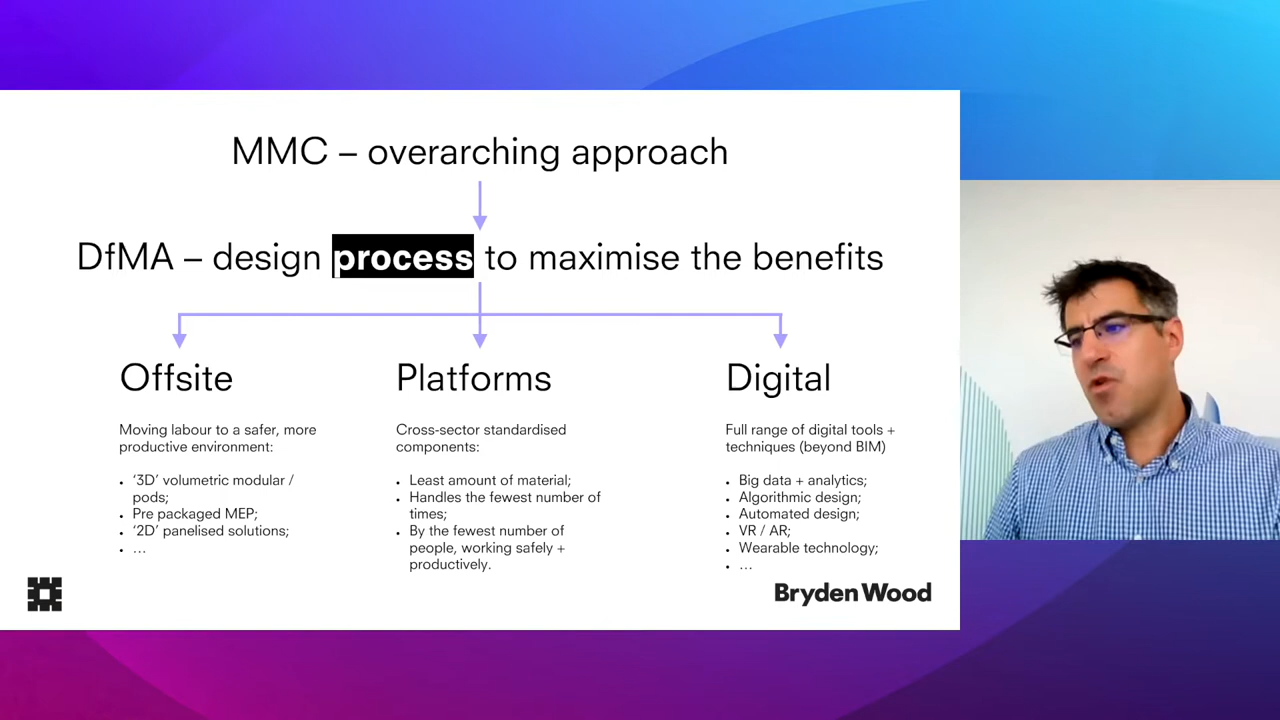 MMC – overarching approach
DfMA – design process to maximise the benefits
Offsite
Moving labour to a safer, more
productive environment:
• ‘3D’ volumetric modular /
pods;
• Pre packaged MEP;
• ‘2D’ panelised solutions;
• …
Platforms
Cross-sector standardised
components:
• Least amount of material;
• Handles the fewest number of
times;
• By the fewest number of
people, working safely +
productively.
Digital
Full range of digital tools +
techniques (beyond BIM)
• Big data + analytics;
• Algorithmic design;
• Automated design;
• VR / AR;
• Wearable technology;
• …
Bryden Wood